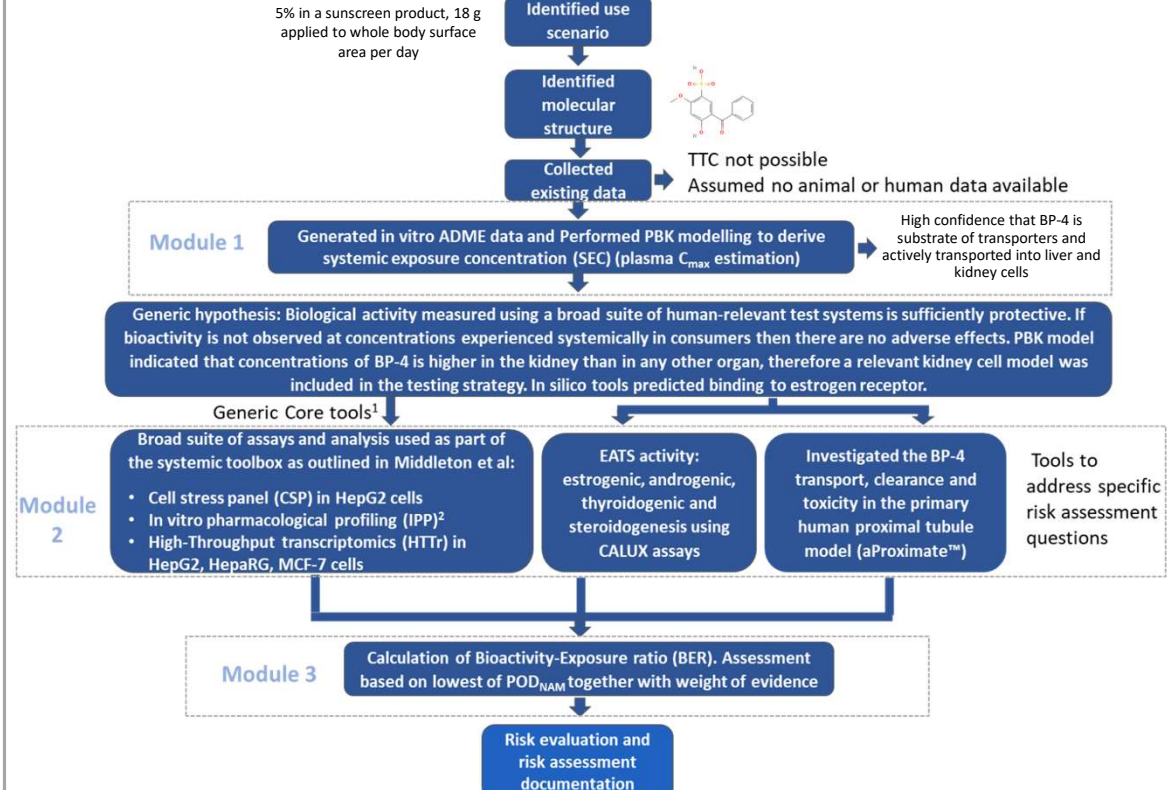 5% in a sunscreen product, 18 g
applied to whole body surface
area per day
Identified use
scenario
Identified
molecular
structure
H
O
O
S
O
O
O
O
H
Collected
existing data
TTC not possible
Assumed no animal or human data available
Module 1
Generated in vitro ADME data and Performed PBK modelling to derive
systemic exposure concentration (SEC) (plasma Cmax estimation)
High confidence that BP-4 is
substrate of transporters and
actively transported into liver and
kidney cells
Generic hypothesis: Biological activity measured using a broad suite of human-relevant test systems is sufficiently protective. If
bioactivity is not observed at concentrations experienced systemically in consumers then there are no adverse effects. PBK model
indicated that concentrations of BP-4 is higher in the kidney than in any other organ, therefore a relevant kidney cell model was
included in the testing strategy. In silico tools predicted binding to estrogen receptor.
Generic Core tools1
Module
2
Broad suite of assays and analysis used as part of
the systemic toolbox as outlined in Middleton et al:
• Cell stress panel (CSP) in HepG2 cells
• In vitro pharmacological profiling (IPP)2
• High-Throughput transcriptomics (HTTr) in
HepG2, HepaRG, MCF-7 cells
EATS activity:
estrogenic, androgenic,
thyroidogenic and
steroidogenesis using
CALUX assays
Investigated the BP-4
transport, clearance and
toxicity in the primary
human proximal tubule
model (aProximate™)
Tools to
address specific
risk assessment
questions
Module 3
Calculation of Bioactivity-Exposure ratio (BER). Assessment
based on lowest of PODNAM together with weight of evidence
Risk evaluation and
risk assessment
documentation